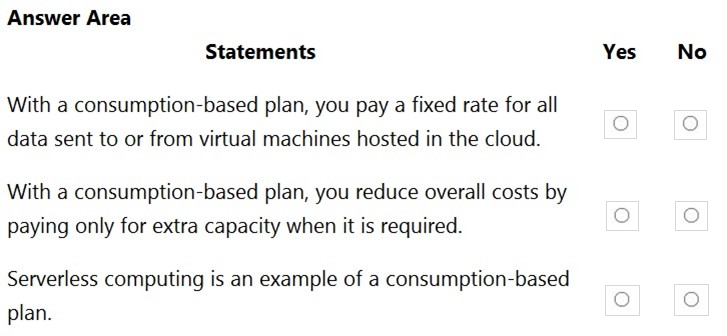 Answer Area
Statements Yes No
With a consumption-based plan, you pay a fixed rate for all
data sent to or from virtual machines hosted in the cloud.
With a consumption-based plan, you reduce overall costs by
paying only for extra capacity when it is required.
Serverless computing is an example of a consumption-based
plan.